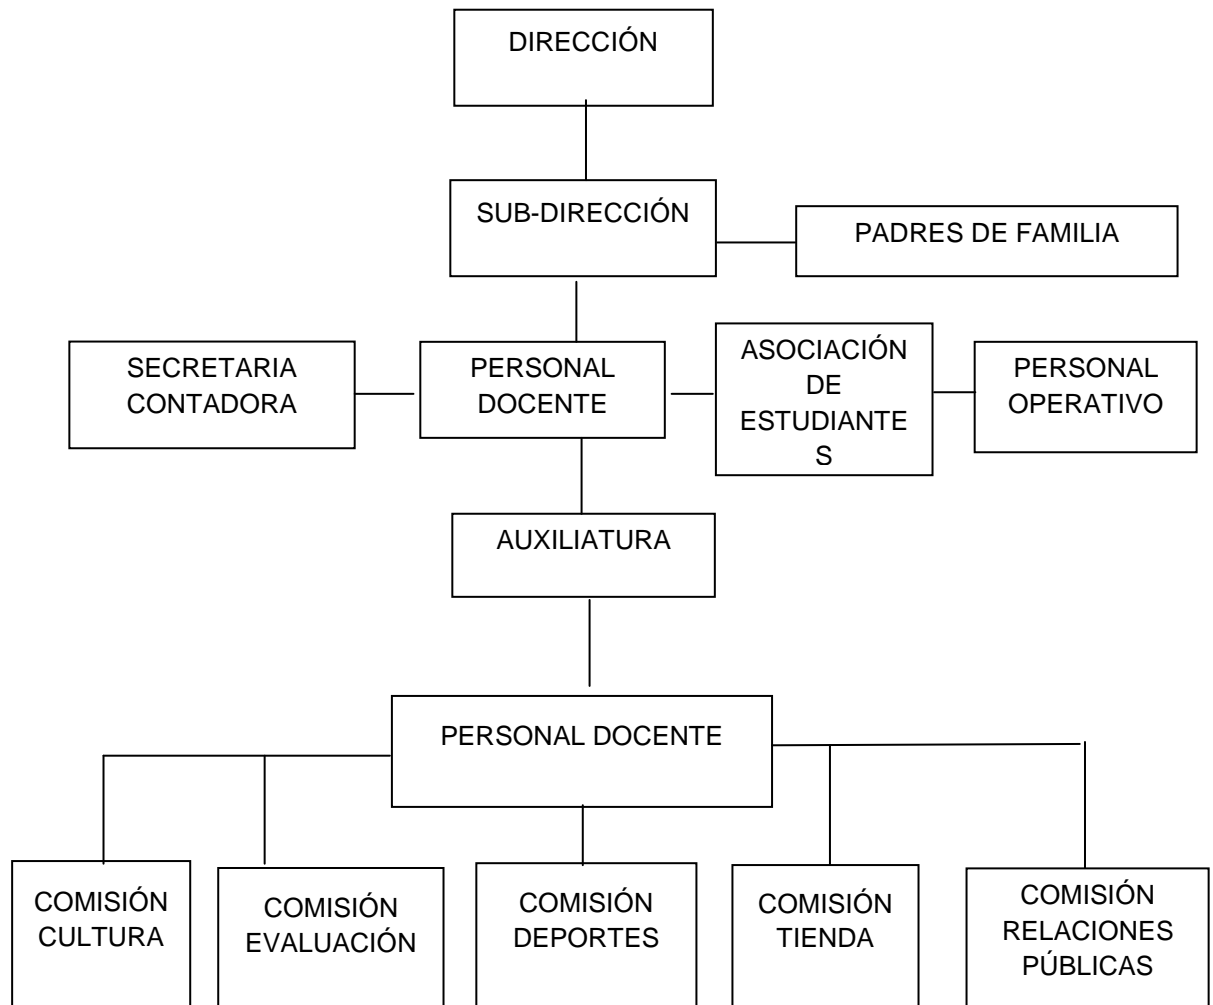 DIRECCIÓN
SUB-DIRECCIÓN
PADRES DE FAMILIA
SECRETARIA
CONTADORA
PERSONAL
DOCENTE
ASOCIACIÓN
DE
ESTUDIANTE
S
PERSONAL
OPERATIVO
AUXILIATURA
PERSONAL DOCENTE
COMISIÓN
CULTURA
COMISIÓN
EVALUACIÓN
COMISIÓN
DEPORTES
COMISIÓN
TIENDA
COMISIÓN
RELACIONES
PÚBLICAS